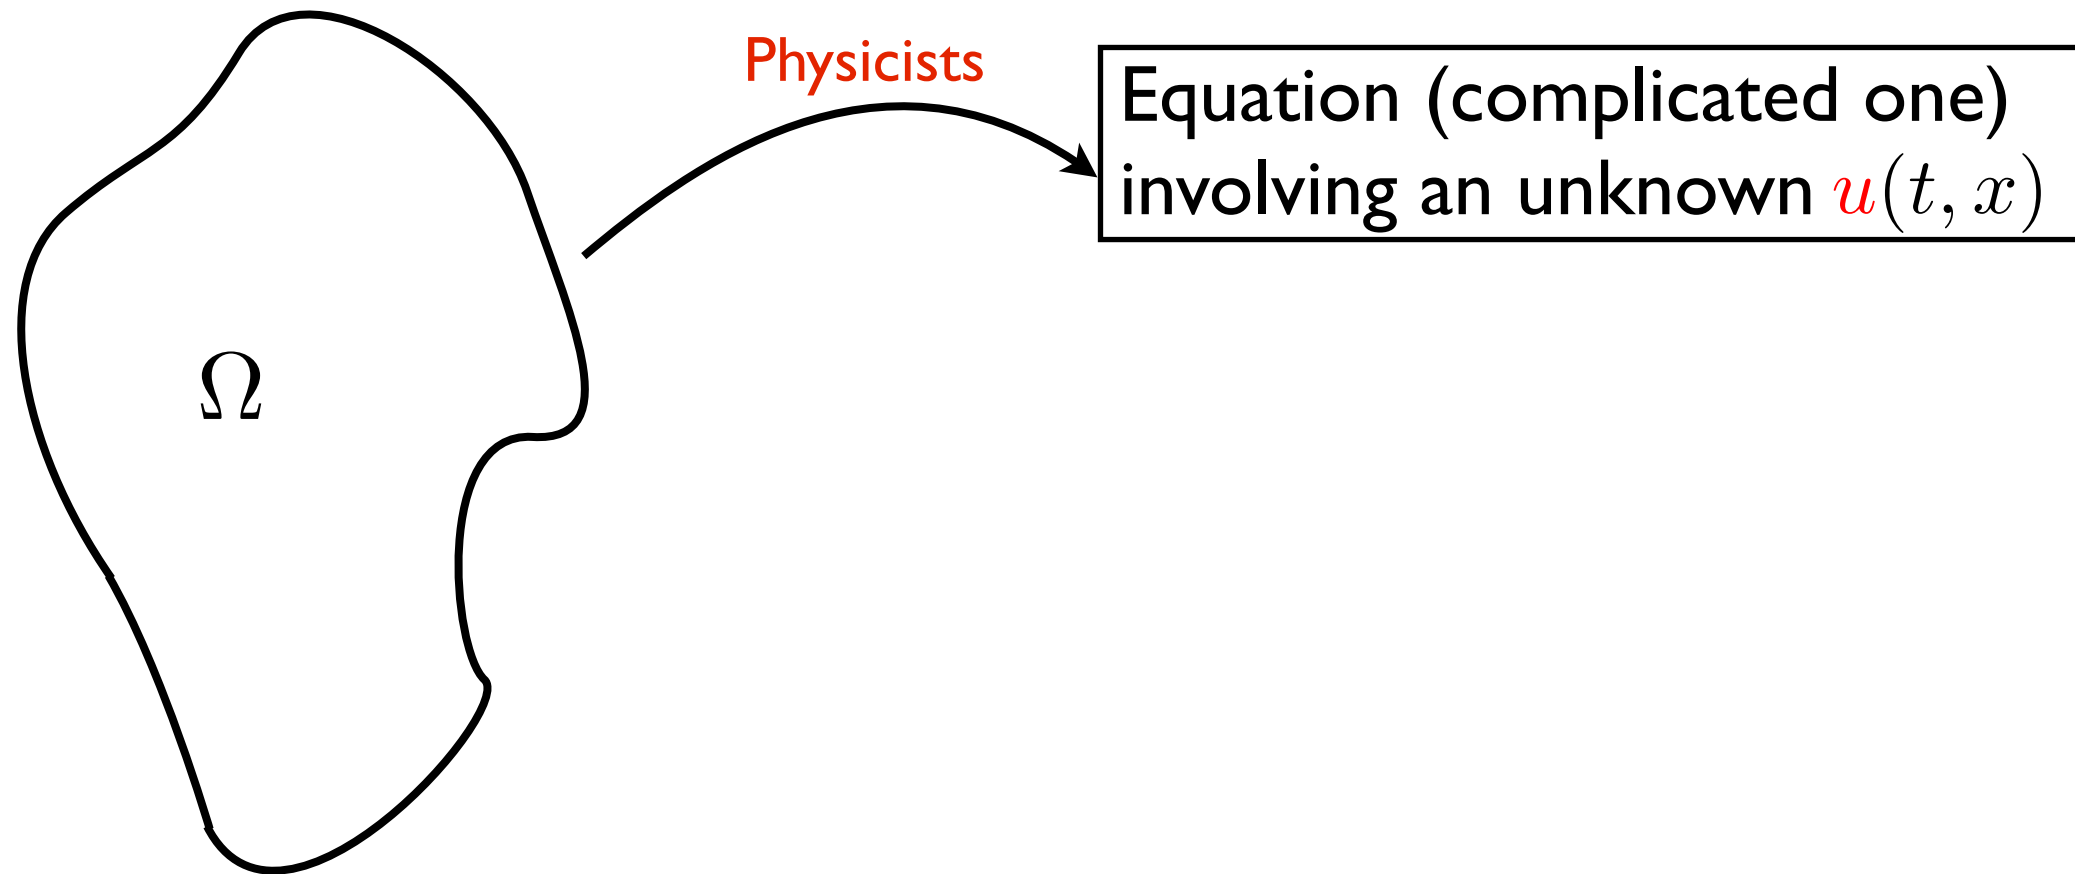 Physicists
Equation (complicated one)
involving an unknown u(t, x)
Ω